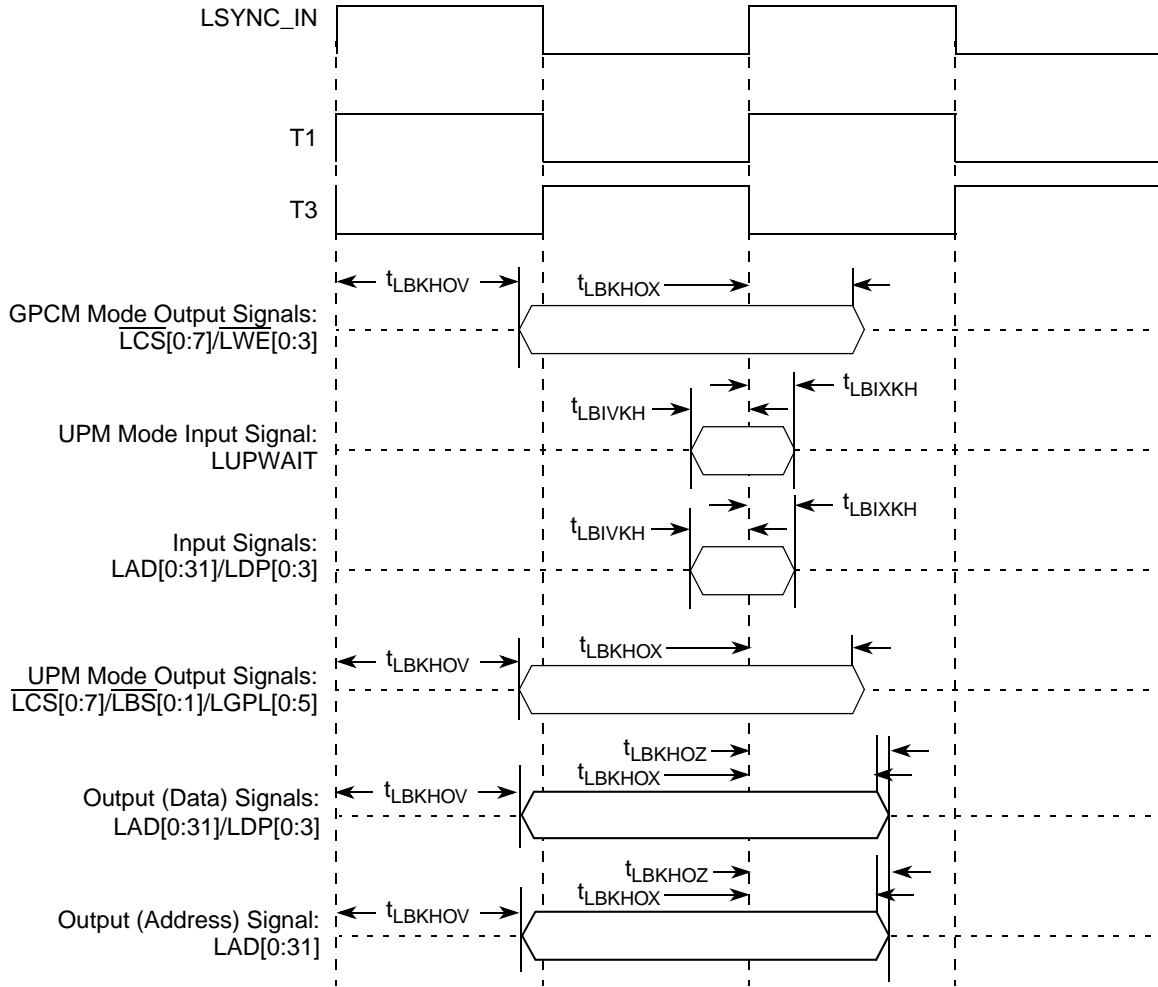 LSYNC_IN
T1
T3
tLBKHOV
tLBKHOX
GPCM Mode Output Signals:
LCS[0:7]/LWE[0:3]
tLBIXKH
tLBIVKH
UPM Mode Input Signal:
LUPWAIT
tLBIXKH
tLBIVKH
Input Signals:
LAD[0:31]/LDP[0:3]
tLBKHOV
tLBKHOX
UPM Mode Output Signals:
LCS[0:7]/LBS[0:1]/LGPL[0:5]
tLBKHOZ
tLBKHOX
tLBKHOV
Output (Data) Signals:
LAD[0:31]/LDP[0:3]
tLBKHOZ
tLBKHOX
tLBKHOV
Output (Address) Signal:
LAD[0:31]